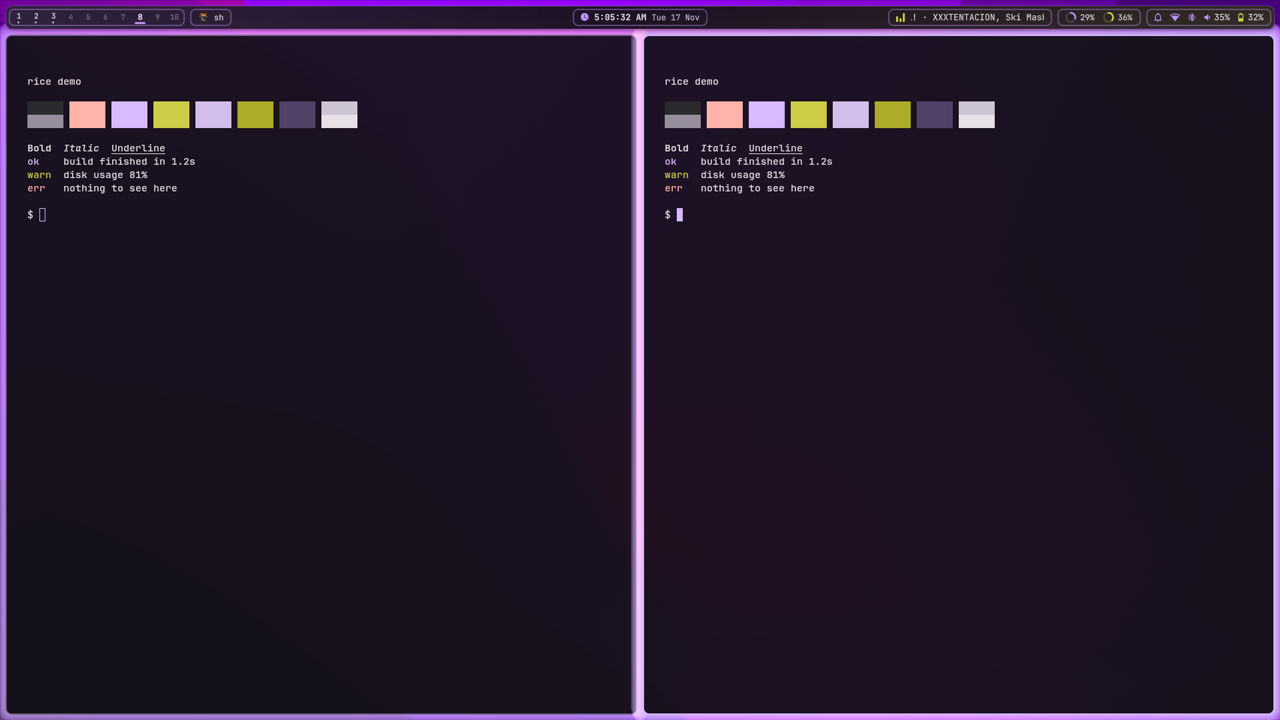 1 2 3 4 5 6 7 8 9 10 sh
5:05:32 AM Tue 17 Nov
.! · XXXTENTACION, Ski Mas
29% 36%
35% 32%
rice demo
Bold Italic Underline
ok build finished in 1.2s
warn disk usage 81%
err nothing to see here
$
rice demo
Bold Italic Underline
ok build finished in 1.2s
warn disk usage 81%
err nothing to see here
$